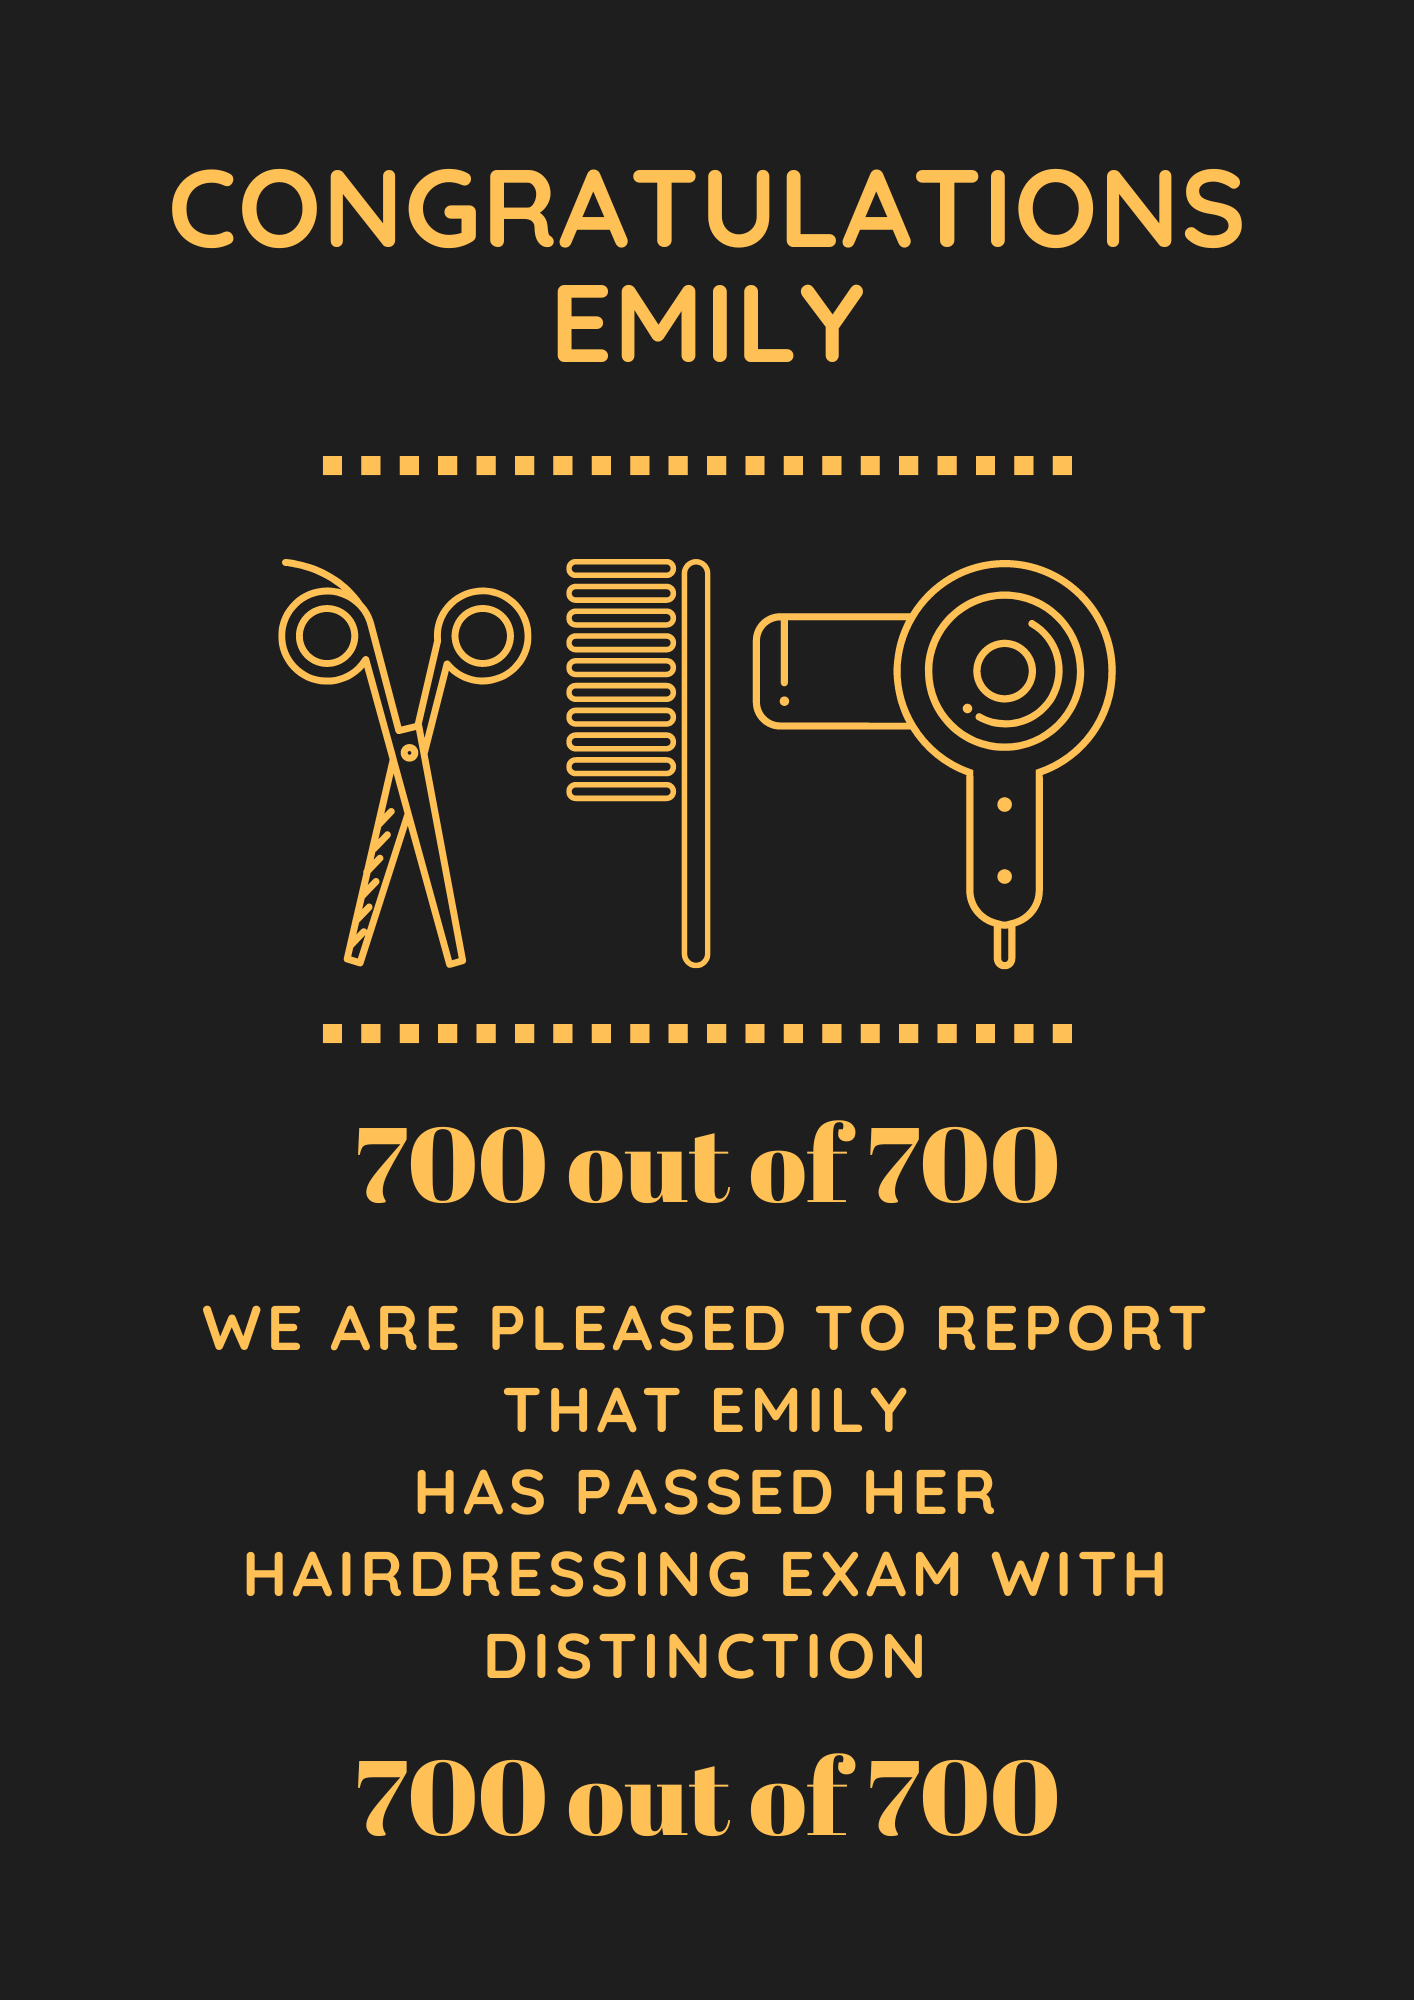 CONGRATULATIONS
EMILY
700 out of 700
WE ARE PLEASED TO REPORT
THAT EMILY
HAS PASSED HER
HAIRDRESSING EXAM WITH
DISTINCTION
700 out of 700